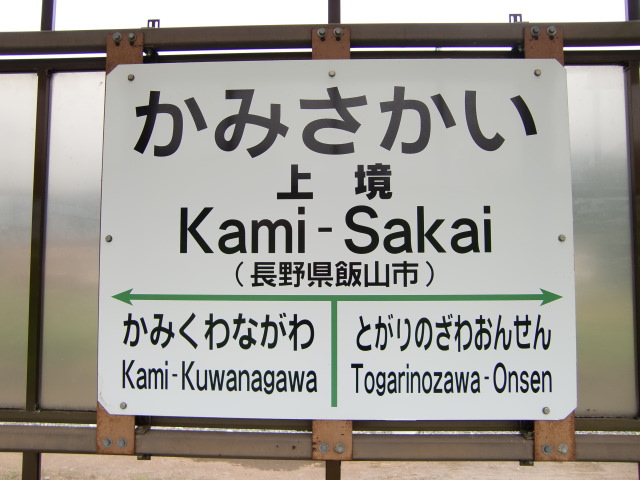 かみさかい
上境
Kami-Sakai
(長野県飯山市)
かみくわながわ とがりのざわおんせん
Kami-Kuwanagawa Togarinozawa-Onsen